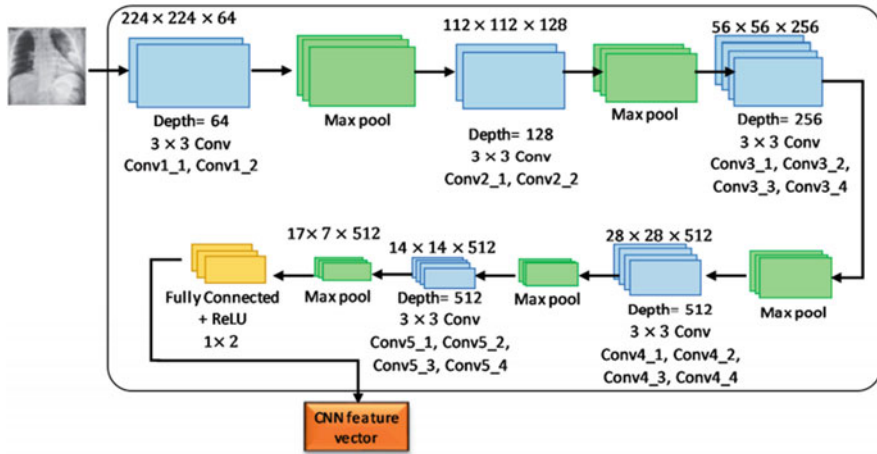 224 × 224 × 64
Depth= 64
3 × 3 Conv
Conv1_1, Conv1_2
Max pool
112 × 112 × 128
Depth= 128
3 × 3 Conv
Conv2_1, Conv2_2
Max pool
56 × 56 × 256
Depth= 256
3 × 3 Conv
Conv3_1, Conv3_2,
Conv3_3, Conv3_4
Max pool
28 × 28 × 512
Depth= 512
3 × 3 Conv
Conv4_1, Conv4_2,
Conv4_3, Conv4_4
Max pool
14 × 14 × 512
Depth= 512
3 × 3 Conv
Conv5_1, Conv5_2,
Conv5_3, Conv5_4
17× 7 × 512
Max pool
Fully Connected
+ ReLU
1× 2
CNN feature
vector